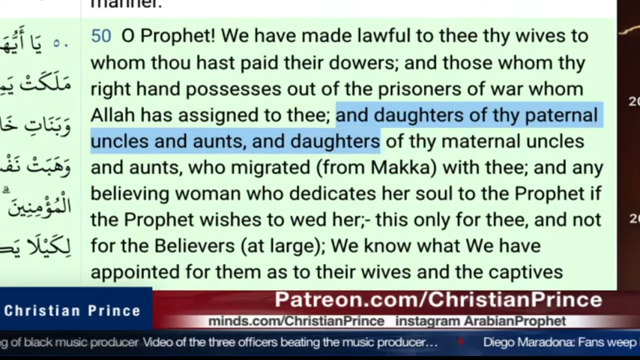 manner.
50 O Prophet! We have made lawful to thee thy wives to
whom thou hast paid their dowers; and those whom thy
right hand possesses out of the prisoners of war whom
Allah has assigned to thee; and daughters of thy paternal
uncles and aunts, and daughters of thy maternal uncles
and aunts, who migrated (from Makka) with thee; and any
believing woman who dedicates her soul to the Prophet if
the Prophet wishes to wed her;- this only for thee, and not
for the Believers (at large); We know what We have
appointed for them as to their wives and the captives
٥٠. يَا أَيُّهَا
مَلَكَتْ
وَبَنَاتِ
وَهَبَتْ
الْمُؤْمِنِينَ
لِكَيْلَا
Christian Prince
Patreon.com/ChristianPrince
minds.com/ChristianPrince instagram ArabianProphet
of black music producer Video of the three officers beating the music producer... Diego Maradona: Fans weep